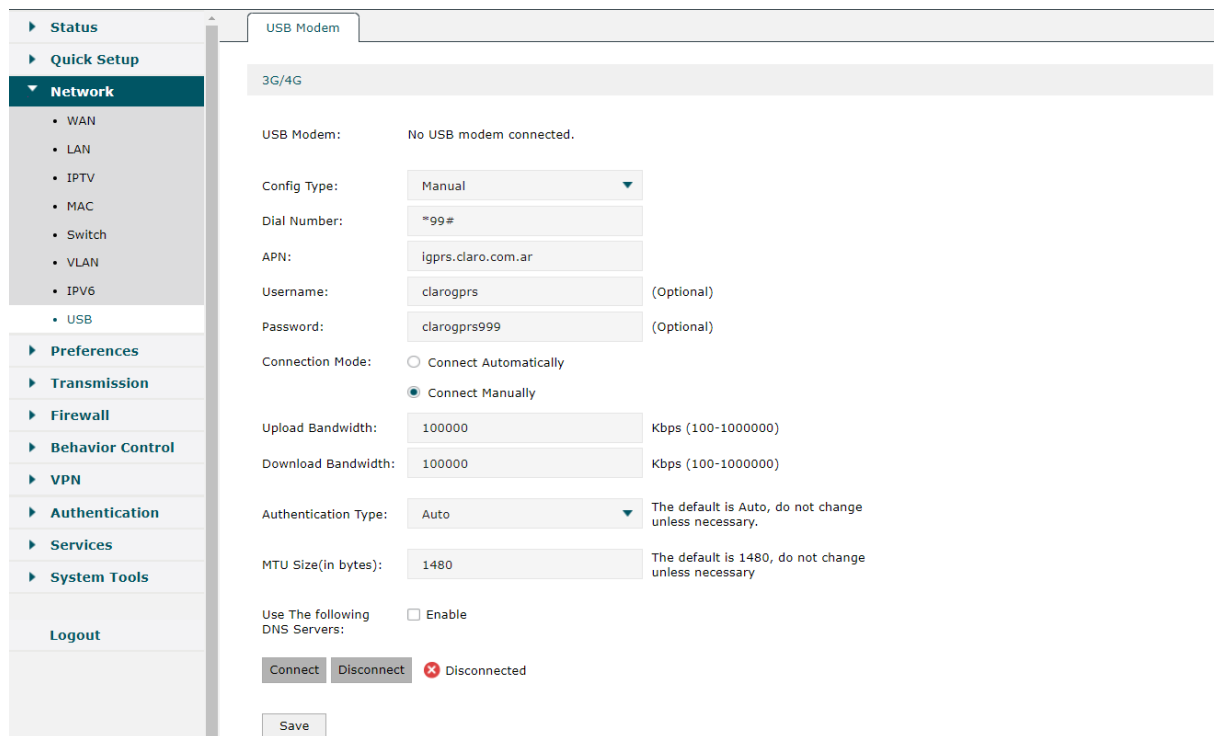 Status
Quick Setup
Network
WAN
LAN
IPTV
MAC
Switch
VLAN
IPV6
USB
Preferences
Transmission
Firewall
Behavior Control
VPN
Authentication
Services
System Tools
Logout
USB Modem
3G/4G
USB Modem: No USB modem connected.
Config Type: Manual
Dial Number: *99#
APN: igprs.claro.com.ar
Username: clarogprs (Optional)
Password: clarogprs999 (Optional)
Connection Mode: Connect Automatically
Connect Manually
Upload Bandwidth: 100000 Kbps (100-1000000)
Download Bandwidth: 100000 Kbps (100-1000000)
Authentication Type: Auto The default is Auto, do not change
unless necessary.
MTU Size(in bytes): 1480 The default is 1480, do not change
unless necessary
Use The following Enable
DNS Servers:
Connect Disconnect Disconnected
Save